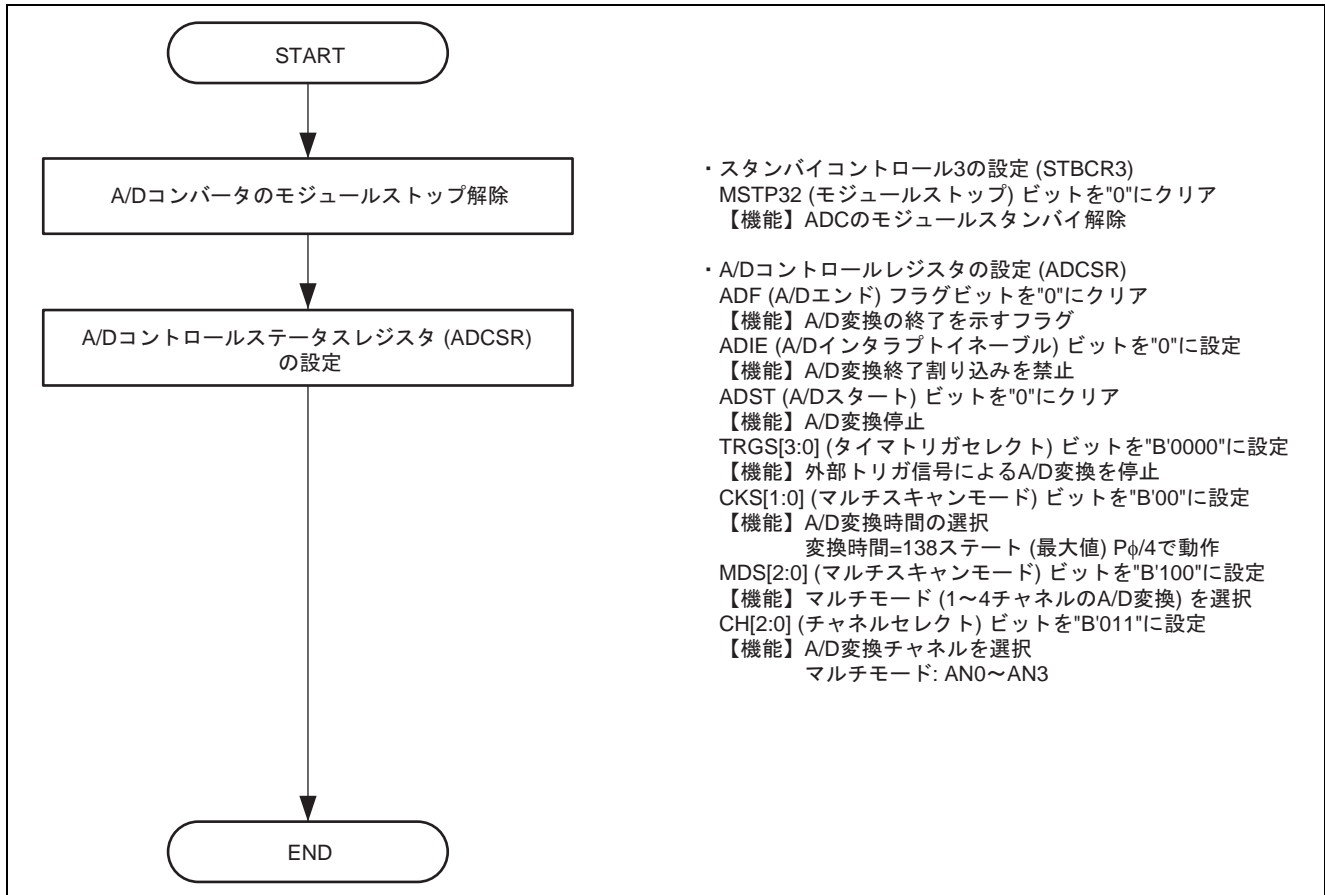 START
A/Dコンバータのモジュールストップ解除
A/Dコントロールステータスレジスタ (ADCSR)
の設定
END
・スタンバイコントロール3の設定 (STBCR3)
MSTP32 (モジュールストップ) ビットを"0"にクリア
【機能】ADCのモジュールスタンバイ解除
・A/Dコントロールレジスタの設定 (ADCSR)
ADF (A/Dエンド) フラグビットを"0"にクリア
【機能】A/D変換の終了を示すフラグ
ADIE (A/Dインタラプトイネーブル) ビットを"0"に設定
【機能】A/D変換終了割り込みを禁止
ADST (A/Dスタート) ビットを"0"にクリア
【機能】A/D変換停止
TRGS[3:0] (タイマトリガセレクト) ビットを"B'0000"に設定
【機能】外部トリガ信号によるA/D変換を停止
CKS[1:0] (マルチスキャンモード) ビットを"B'00"に設定
【機能】A/D変換時間の選択
変換時間=138ステート (最大値) Pφ/4で動作
MDS[2:0] (マルチスキャンモード) ビットを"B'100"に設定
【機能】マルチモード (1～4チャネルのA/D変換) を選択
CH[2:0] (チャネルセレクト) ビットを"B'011"に設定
【機能】A/D変換チャネルを選択
マルチモード: AN0～AN3